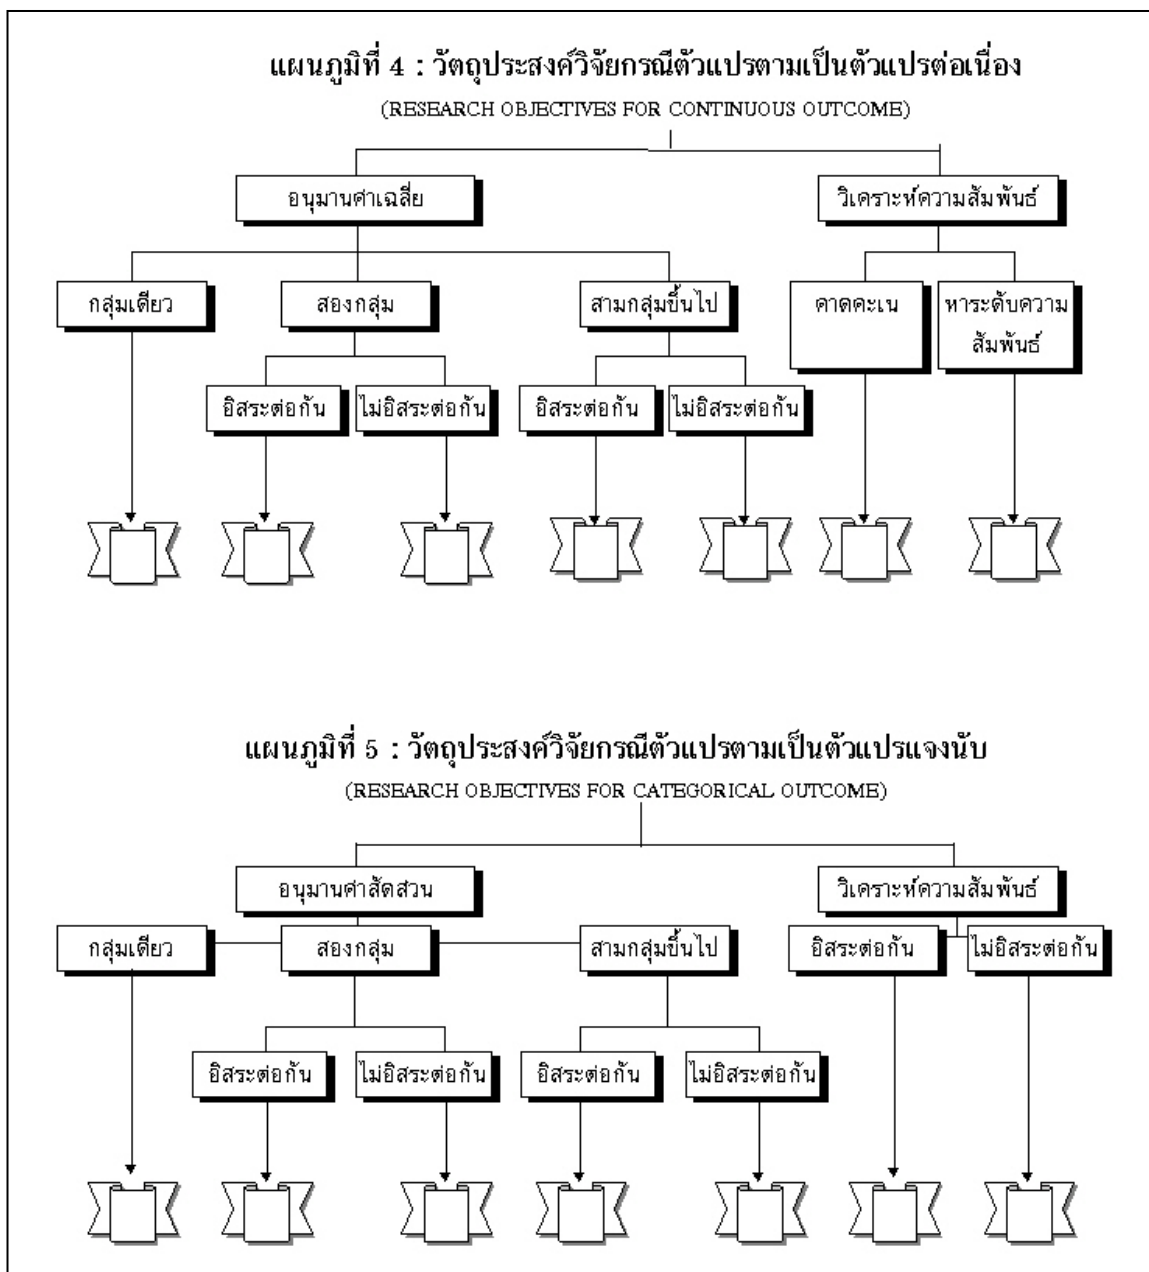 แผนภูมิที่ 4 : วัตถุประสงค์วิจัยกรณีตัวแปรตามเป็นตัวแปรต่อเนื่อง
(RESEARCH OBJECTIVES FOR CONTINUOUS OUTCOME)
อนุมานค่าเฉลี่ย
วิเคราะห์ความสัมพันธ์
กลุ่มเดียว
สองกลุ่ม
สามกลุ่มขึ้นไป
คาดคะเน
หาระดับความ
สัมพันธ์
อิสระต่อกัน
ไม่อิสระต่อกัน
อิสระต่อกัน
ไม่อิสระต่อกัน
แผนภูมิที่ 5 : วัตถุประสงค์วิจัยกรณีตัวแปรตามเป็นตัวแปรแจงนับ
(RESEARCH OBJECTIVES FOR CATEGORICAL OUTCOME)
อนุมานค่าสัดส่วน
วิเคราะห์ความสัมพันธ์
กลุ่มเดียว
สองกลุ่ม
สามกลุ่มขึ้นไป
อิสระต่อกัน
ไม่อิสระต่อกัน
อิสระต่อกัน
ไม่อิสระต่อกัน
อิสระต่อกัน
ไม่อิสระต่อกัน